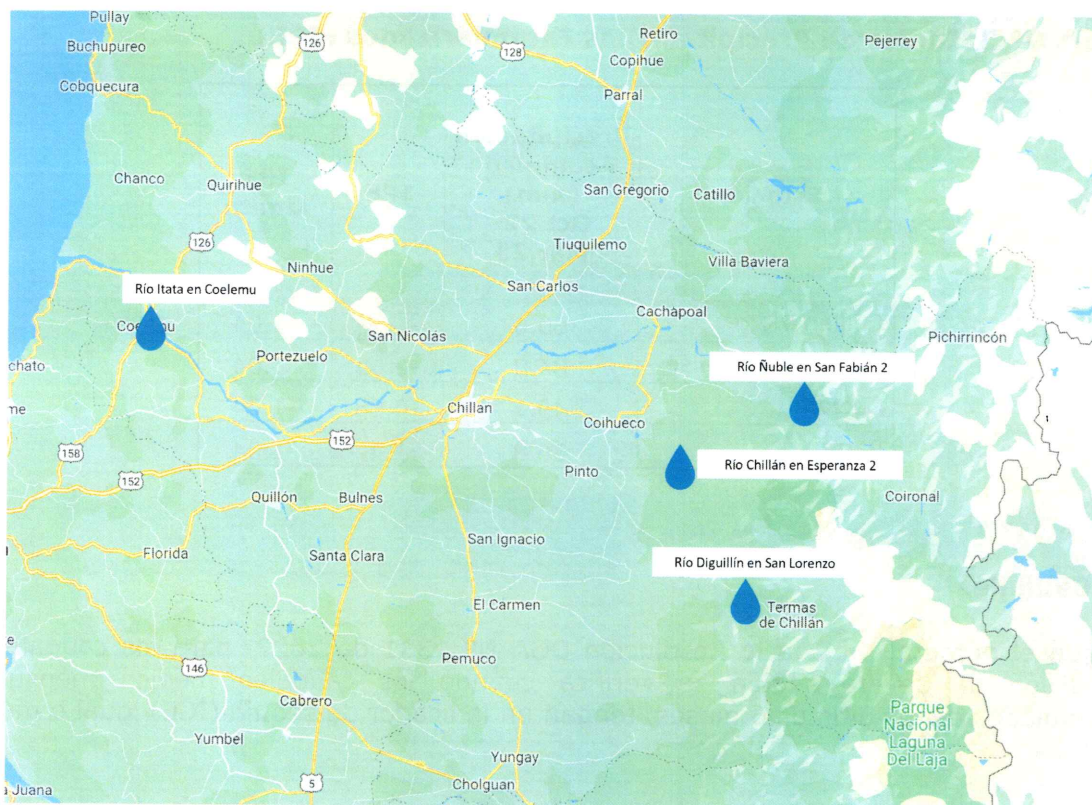 Pullay
Buchupureo
Cobquecura
126
128
Retiro
Copihue
Parral
Pejerrey
Chanco
Quirihue
San Gregorio
Catillo
126
Ninhue
Tiuquilemo
Villa Baviera
Río Itata en Coelemu
San Carlos
Cachápoal
San Nicolás
Pichirrincón
Portezuelo
Río Ñuble en San Fabián 2
Chillan
Coihueco
152
158
152
Pinto
Río Chillán en Esperanza 2
Quillón
Bulnes
Coironal
Florida
Santa Clara
San Ignacio
Río Diguillín en San Lorenzo
El Carmen
Termas
de Chillán
Pemuco
146
Cabrero
Parque
Nacional
Laguna
Del Laja
Yumbel
Yungay
5
Cholguan
a Juana